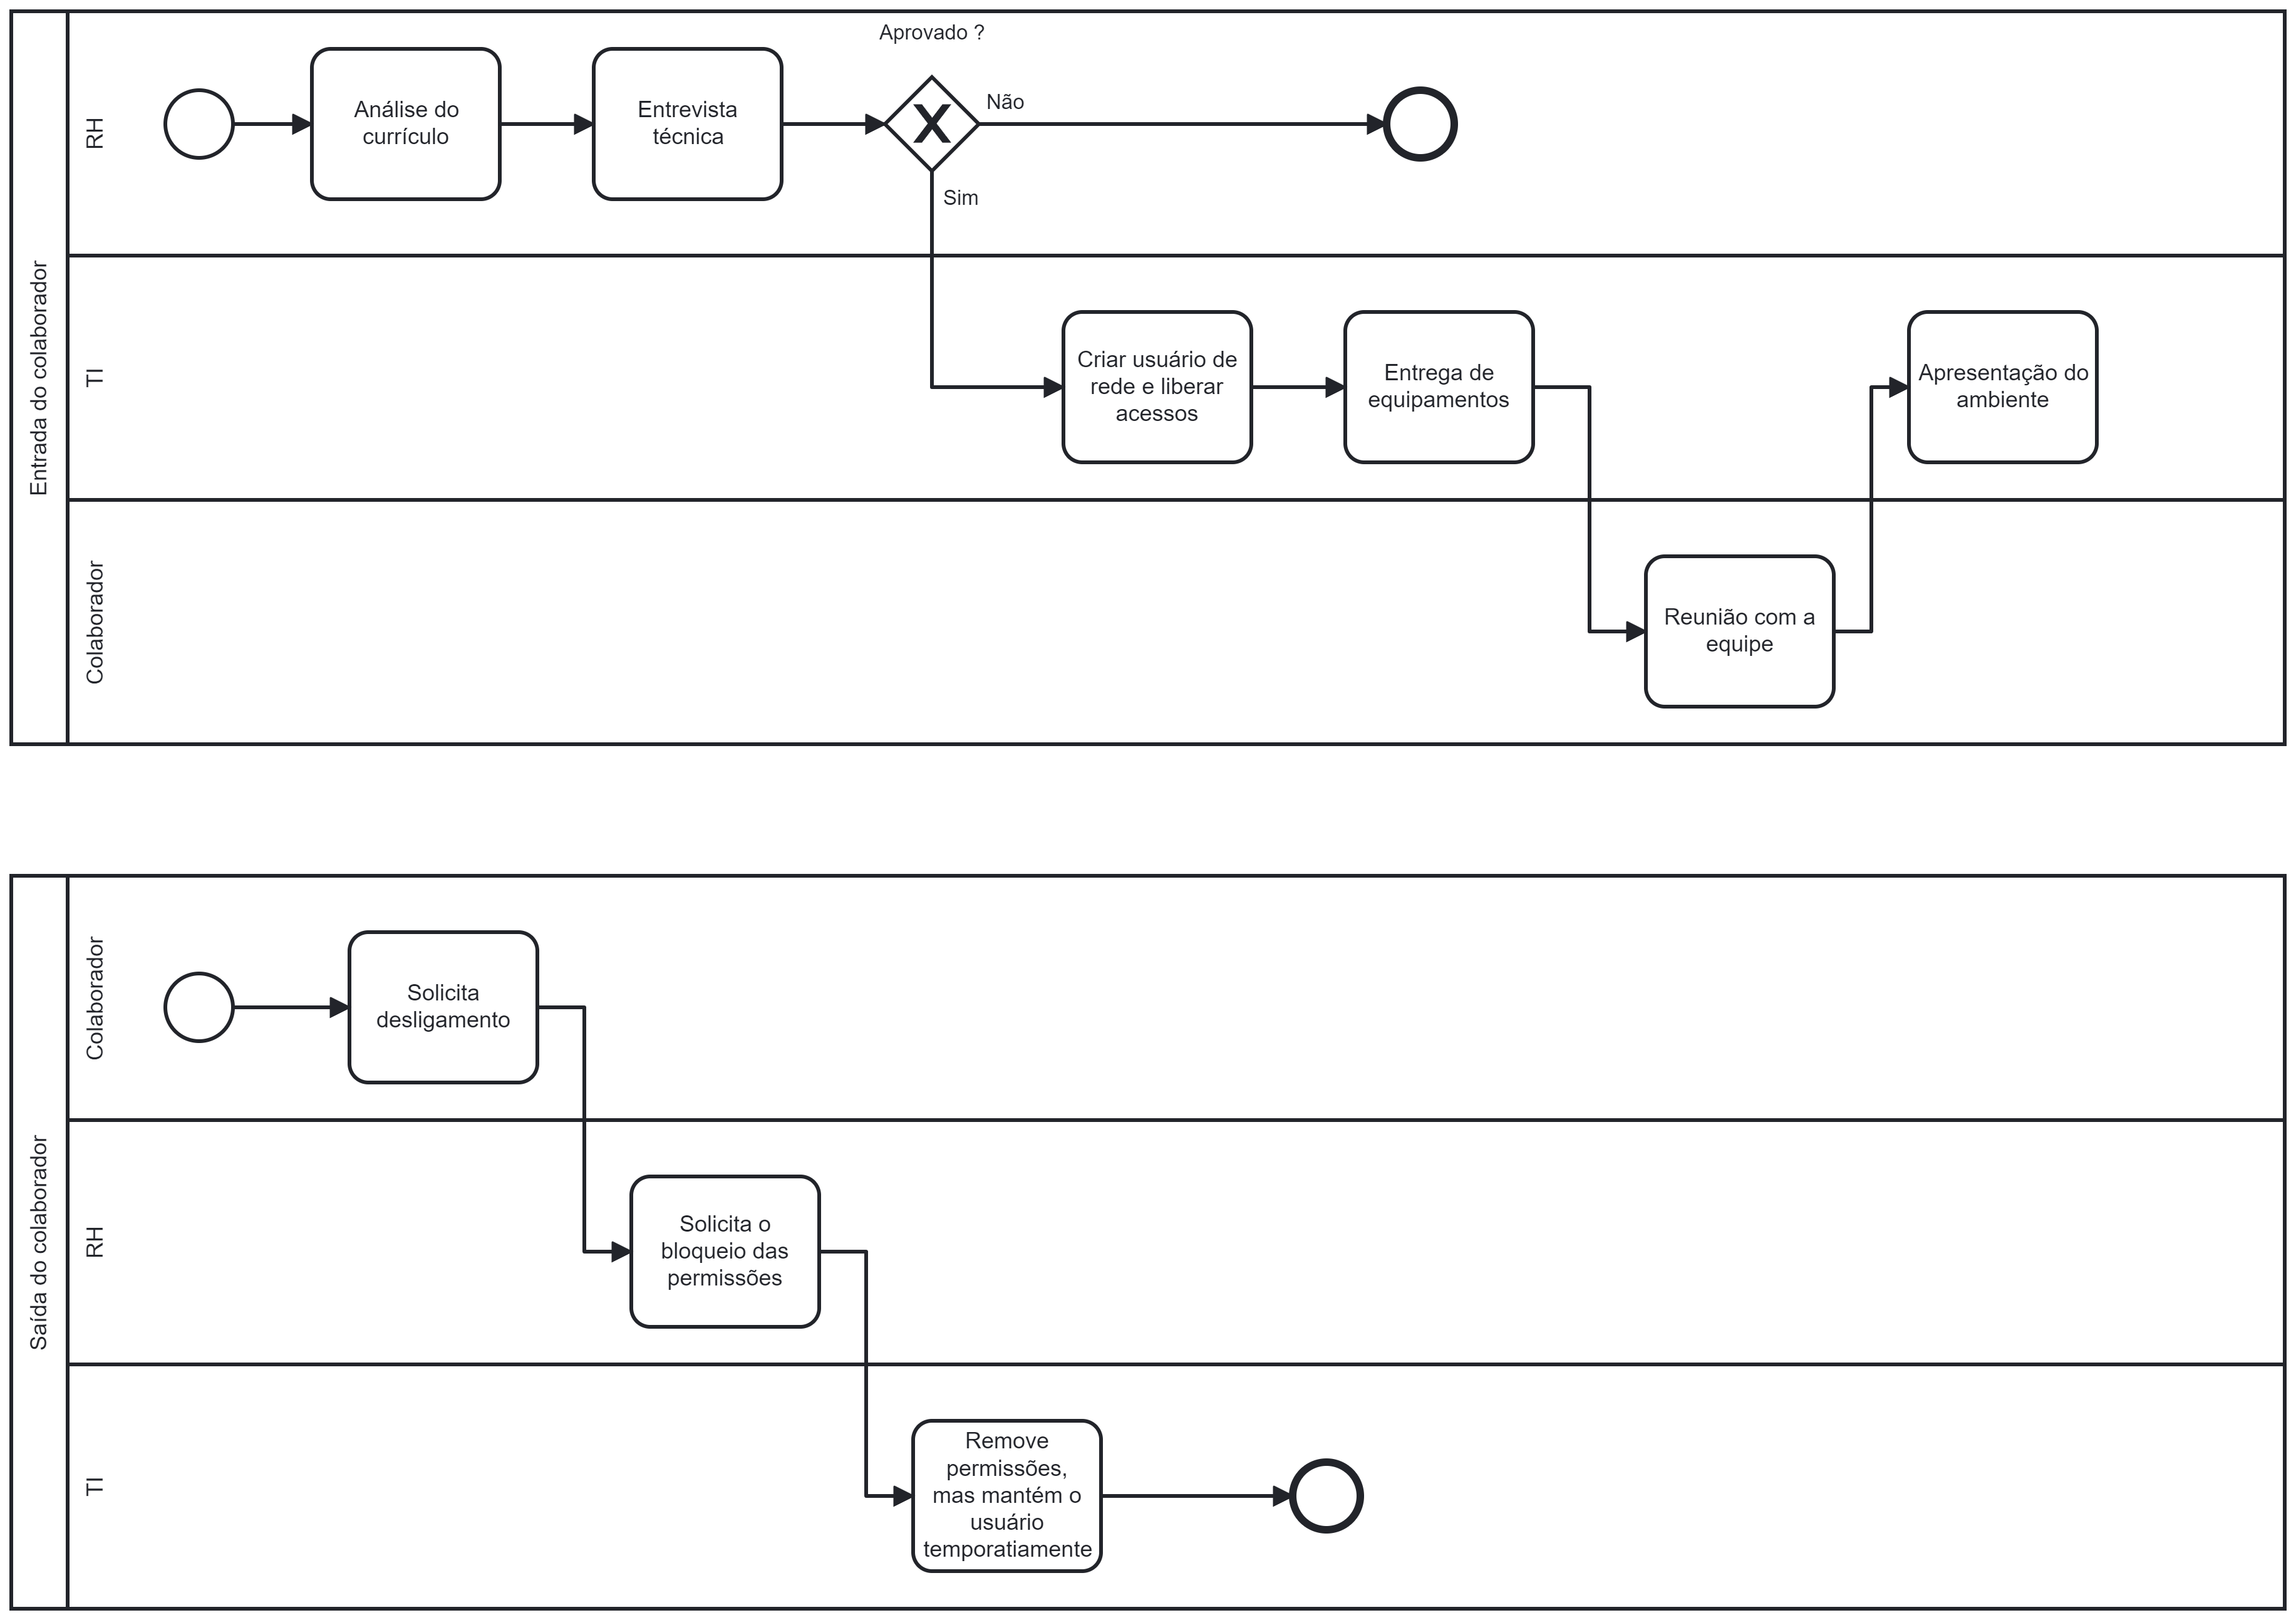 Entrada do colaborador
RH
Aprovado ?
Análise do
currículo
Entrevista
técnica
X
Não
Sim
TI
Criar usuário de
rede e liberar
acessos
Entrega de
equipamentos
Apresentação do
ambiente
Colaborador
Reunião com a
equipe
Saída do colaborador
Colaborador
Solicita
desligamento
RH
Solicita o
bloqueio das
permissões
TI
Remove
permissões,
mas mantém o
usuário
temporatiamente